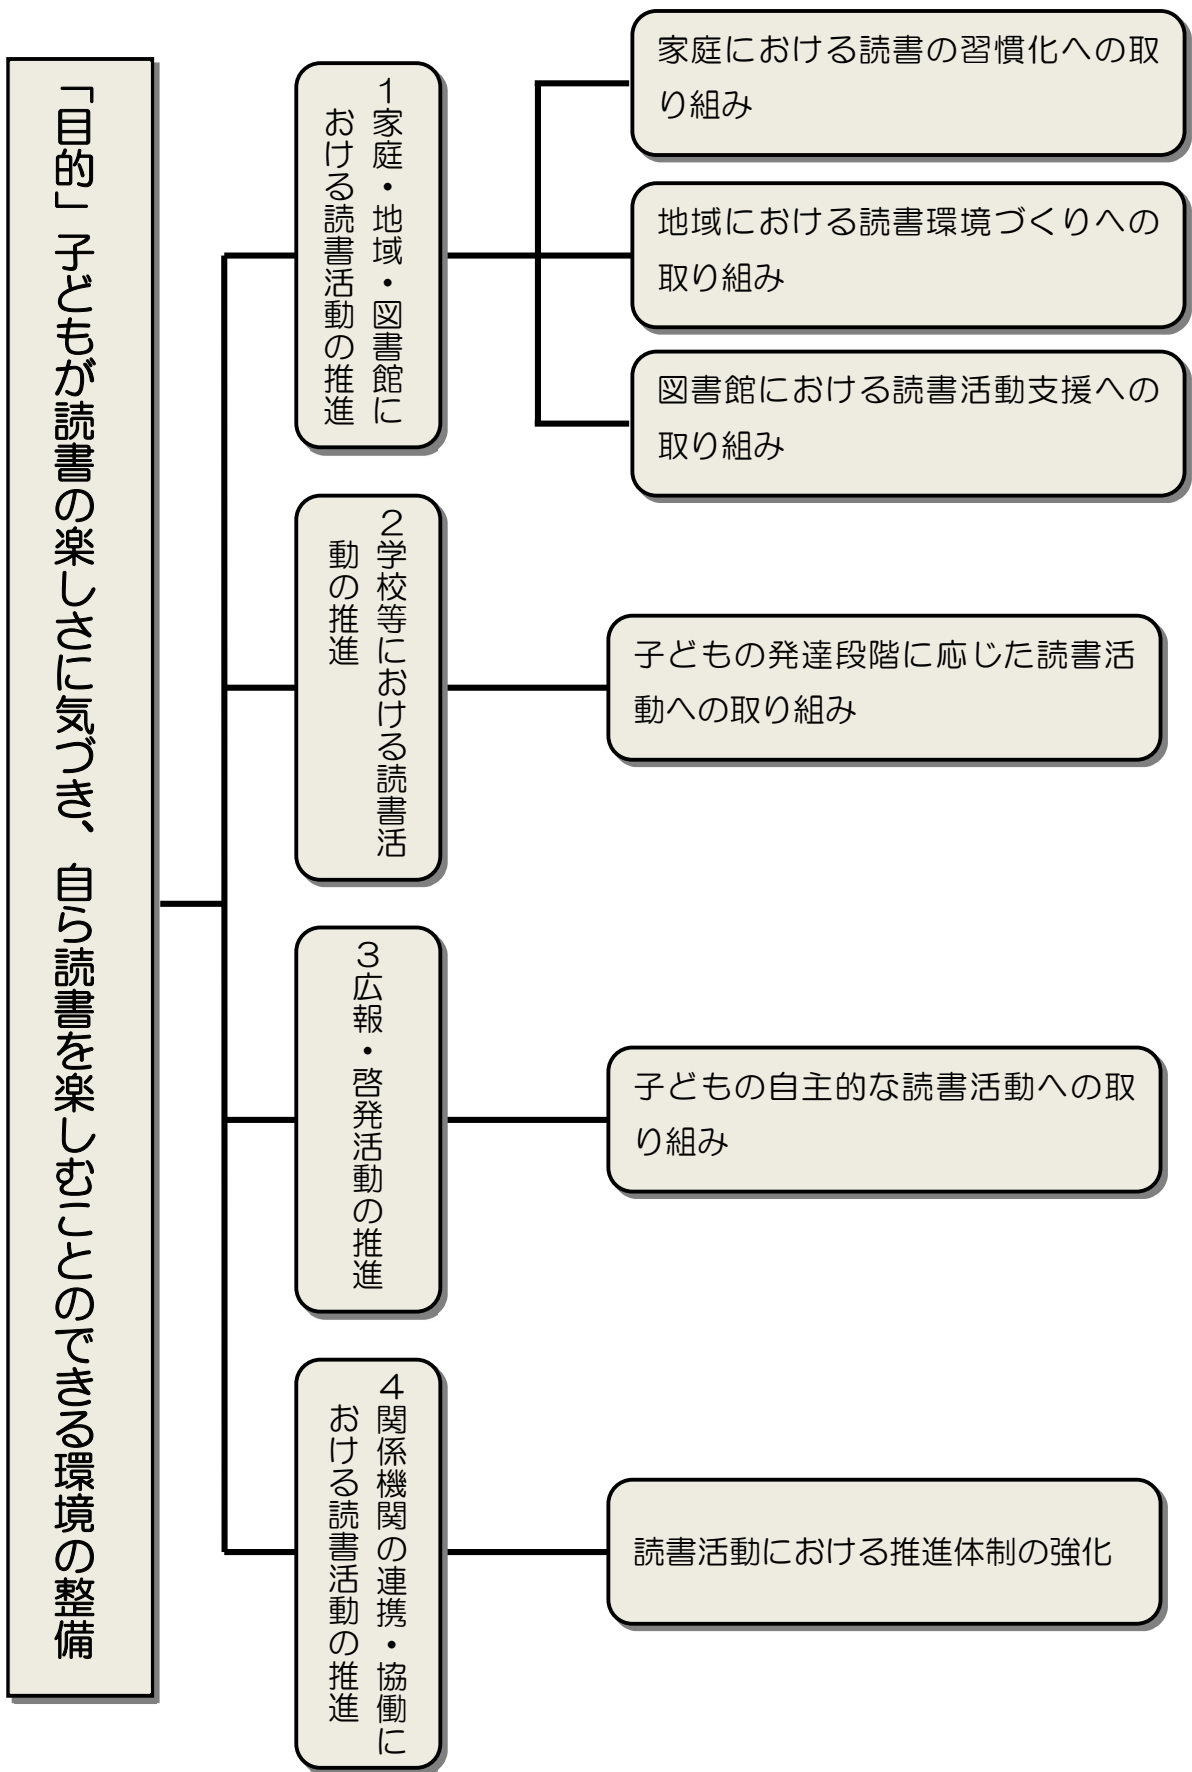 「目的」子どもが読書の楽しさに気づき、自ら読書を楽しむことのできる環境の整備
1家庭・地域・図書館に
おける読書活動の推進
家庭における読書の習慣化への取
り組み
地域における読書環境づくりへの
取り組み
図書館における読書活動支援への
取り組み
2学校等における読書活
動の推進
子どもの発達段階に応じた読書活
動への取り組み
3広報・啓発活動の推進
子どもの自主的な読書活動への取
り組み
4関係機関の連携・協働に
おける読書活動の推進
読書活動における推進体制の強化